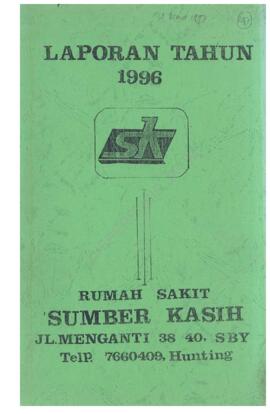 LAPORAN TAHUN
1996
SK
RUMAH SAKIT
SUMBER KASIH
JL.MENGANTI 38 40. SBY
Telp. 7660409, Hunting